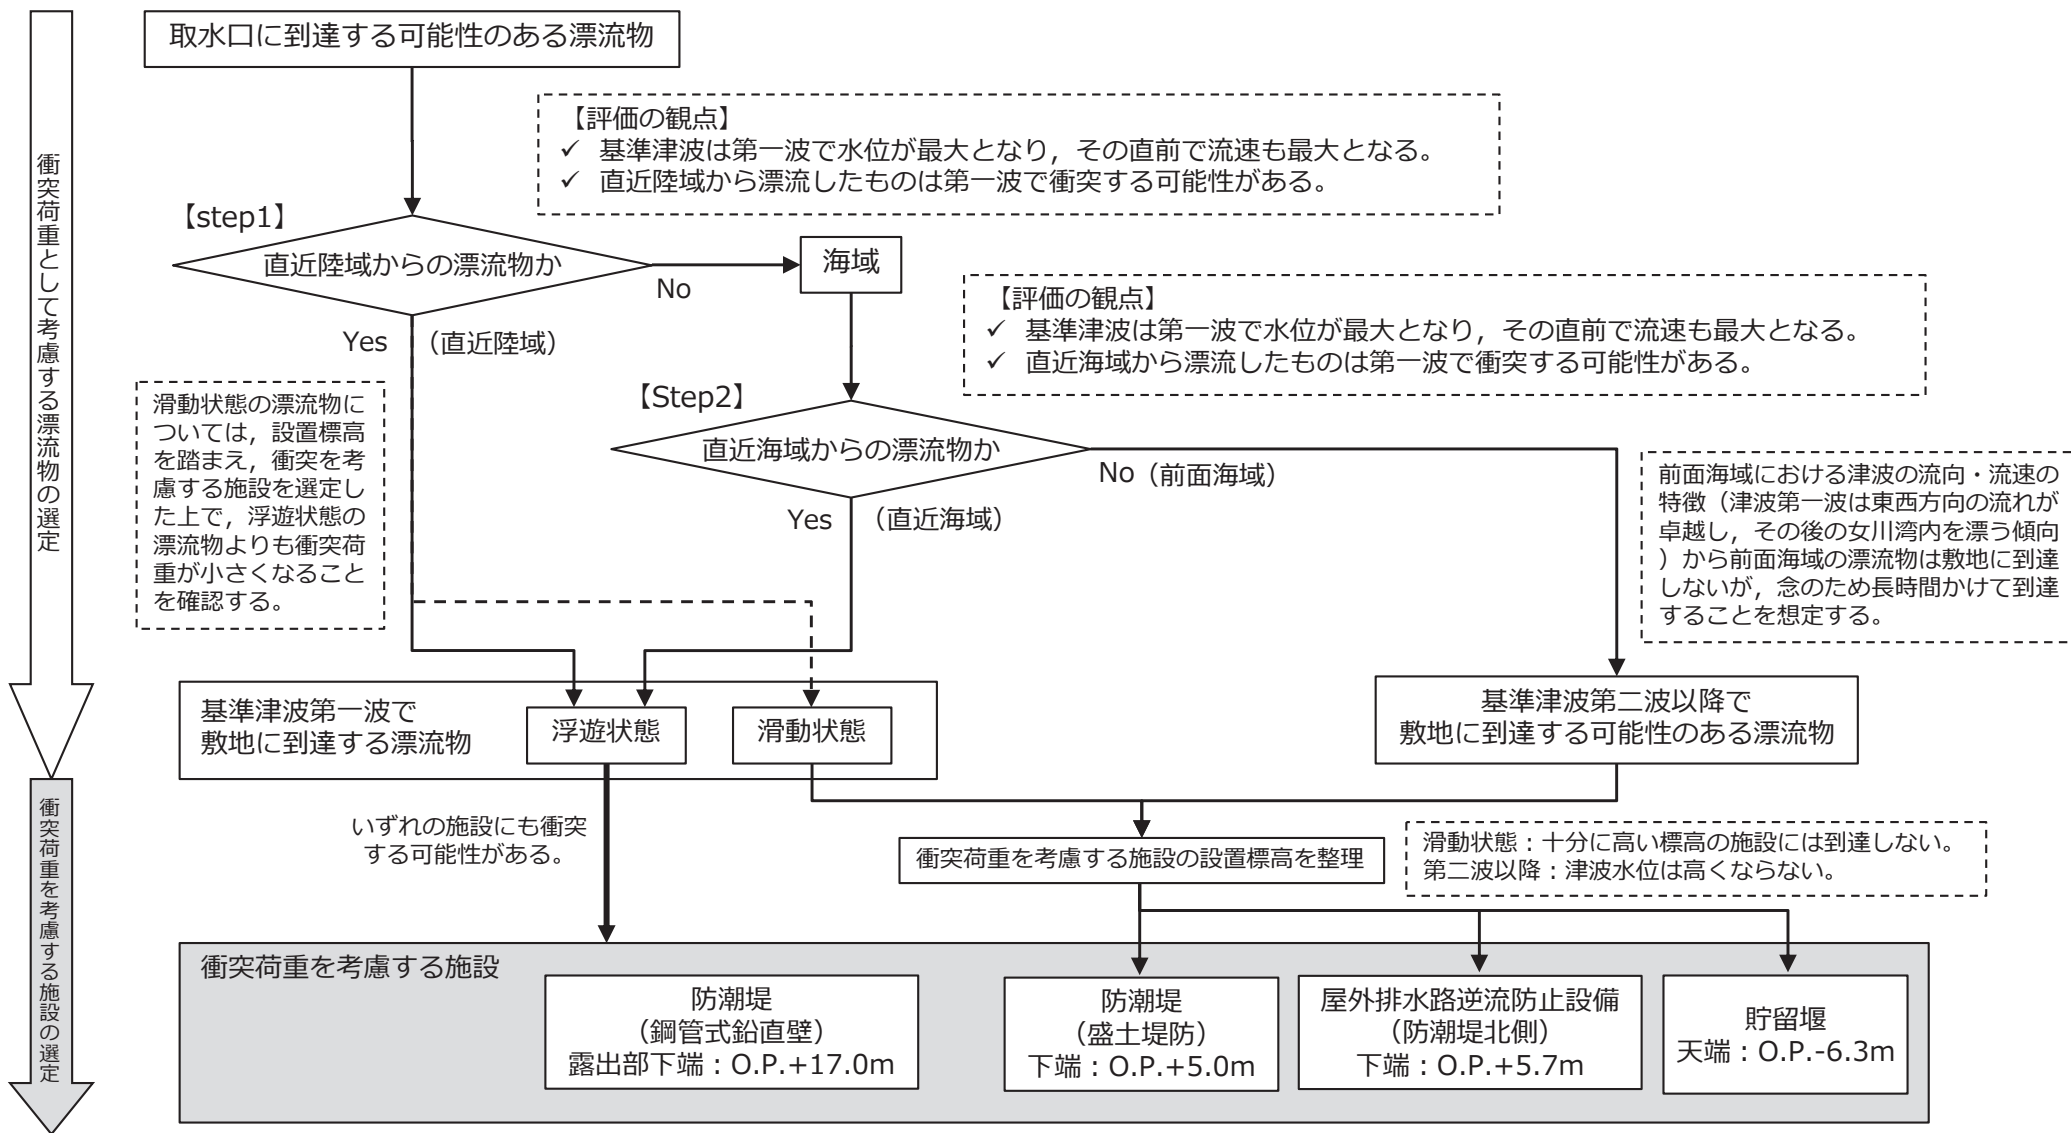 衝突荷重として考慮する漂流物の選定
取水口に到達する可能性のある漂流物
【評価の観点】
✓ 基準津波は第一波で水位が最大となり，その直前で流速も最大となる。
✓ 直近陸域から漂流したものは第一波で衝突する可能性がある。
【step1】
直近陸域からの漂流物か
No
海域
Yes
（直近陸域）
【評価の観点】
✓ 基準津波は第一波で水位が最大となり，その直前で流速も最大となる。
✓ 直近海域から漂流したものは第一波で衝突する可能性がある。
滑動状態の漂流物に
ついては，設置標高
を踏まえ，衝突を考
慮する施設を選定し
た上で，浮遊状態の
漂流物よりも衝突荷
重が小さくなること
を確認する。
【Step2】
直近海域からの漂流物か
No（前面海域）
Yes
（直近海域）
前面海域における津波の流向・流速の
特徴（津波第一波は東西方向の流れが
卓越し，その後の女川湾内を漂う傾向
）から前面海域の漂流物は敷地に到達
しないが，念のため長時間かけて到達
することを想定する。
基準津波第一波で
敷地に到達する漂流物
浮遊状態
滑動状態
基準津波第二波以降で
敷地に到達する可能性のある漂流物
衝突荷重を考慮する施設の選定
いずれの施設にも衝突
する可能性がある。
衝突荷重を考慮する施設の設置標高を整理
滑動状態：十分に高い標高の施設には到達しない。
第二波以降：津波水位は高くならない。
衝突荷重を考慮する施設
防潮堤
（鋼管式鉛直壁）
露出部下端：O.P.+17.0m
防潮堤
（盛土堤防）
下端：O.P.+5.0m
屋外排水路逆流防止設備
（防潮堤北側）
下端：O.P.+5.7m
貯留堰
天端：O.P.-6.3m